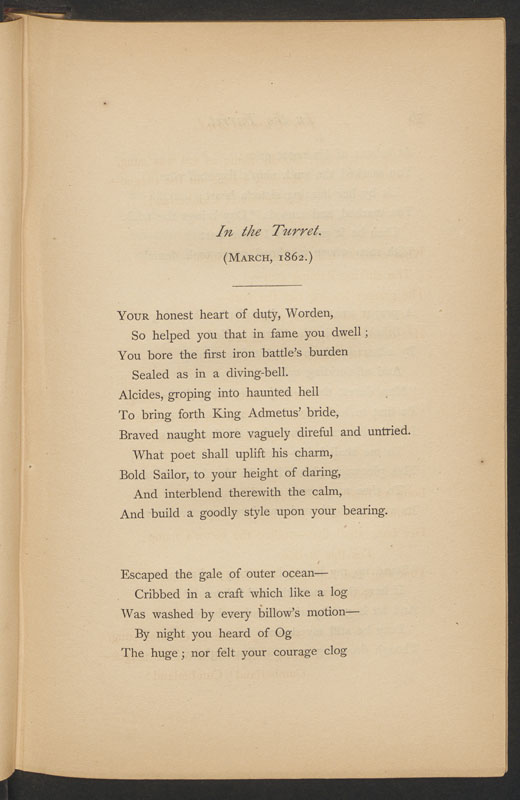 In the Turret.
(March, 1862.)
Your honest heart of duty, Worden,
So helped you that in fame you dwell;
You bore the first iron battle's burden
Sealed as in a diving-bell.
Alcides, groping into haunted hell
To bring forth King Admetus' bride,
Braved naught more vaguely direful and untried.
What poet shall uplift his charm,
Bold Sailor, to your height of daring,
And interblend therewith the calm,
And build a goodly style upon your bearing.
Escaped the gale of outer ocean—
Cribbed in a craft which like a log
Was washed by every billow's motion—
By night you heard of Og
The huge; nor felt your courage clog